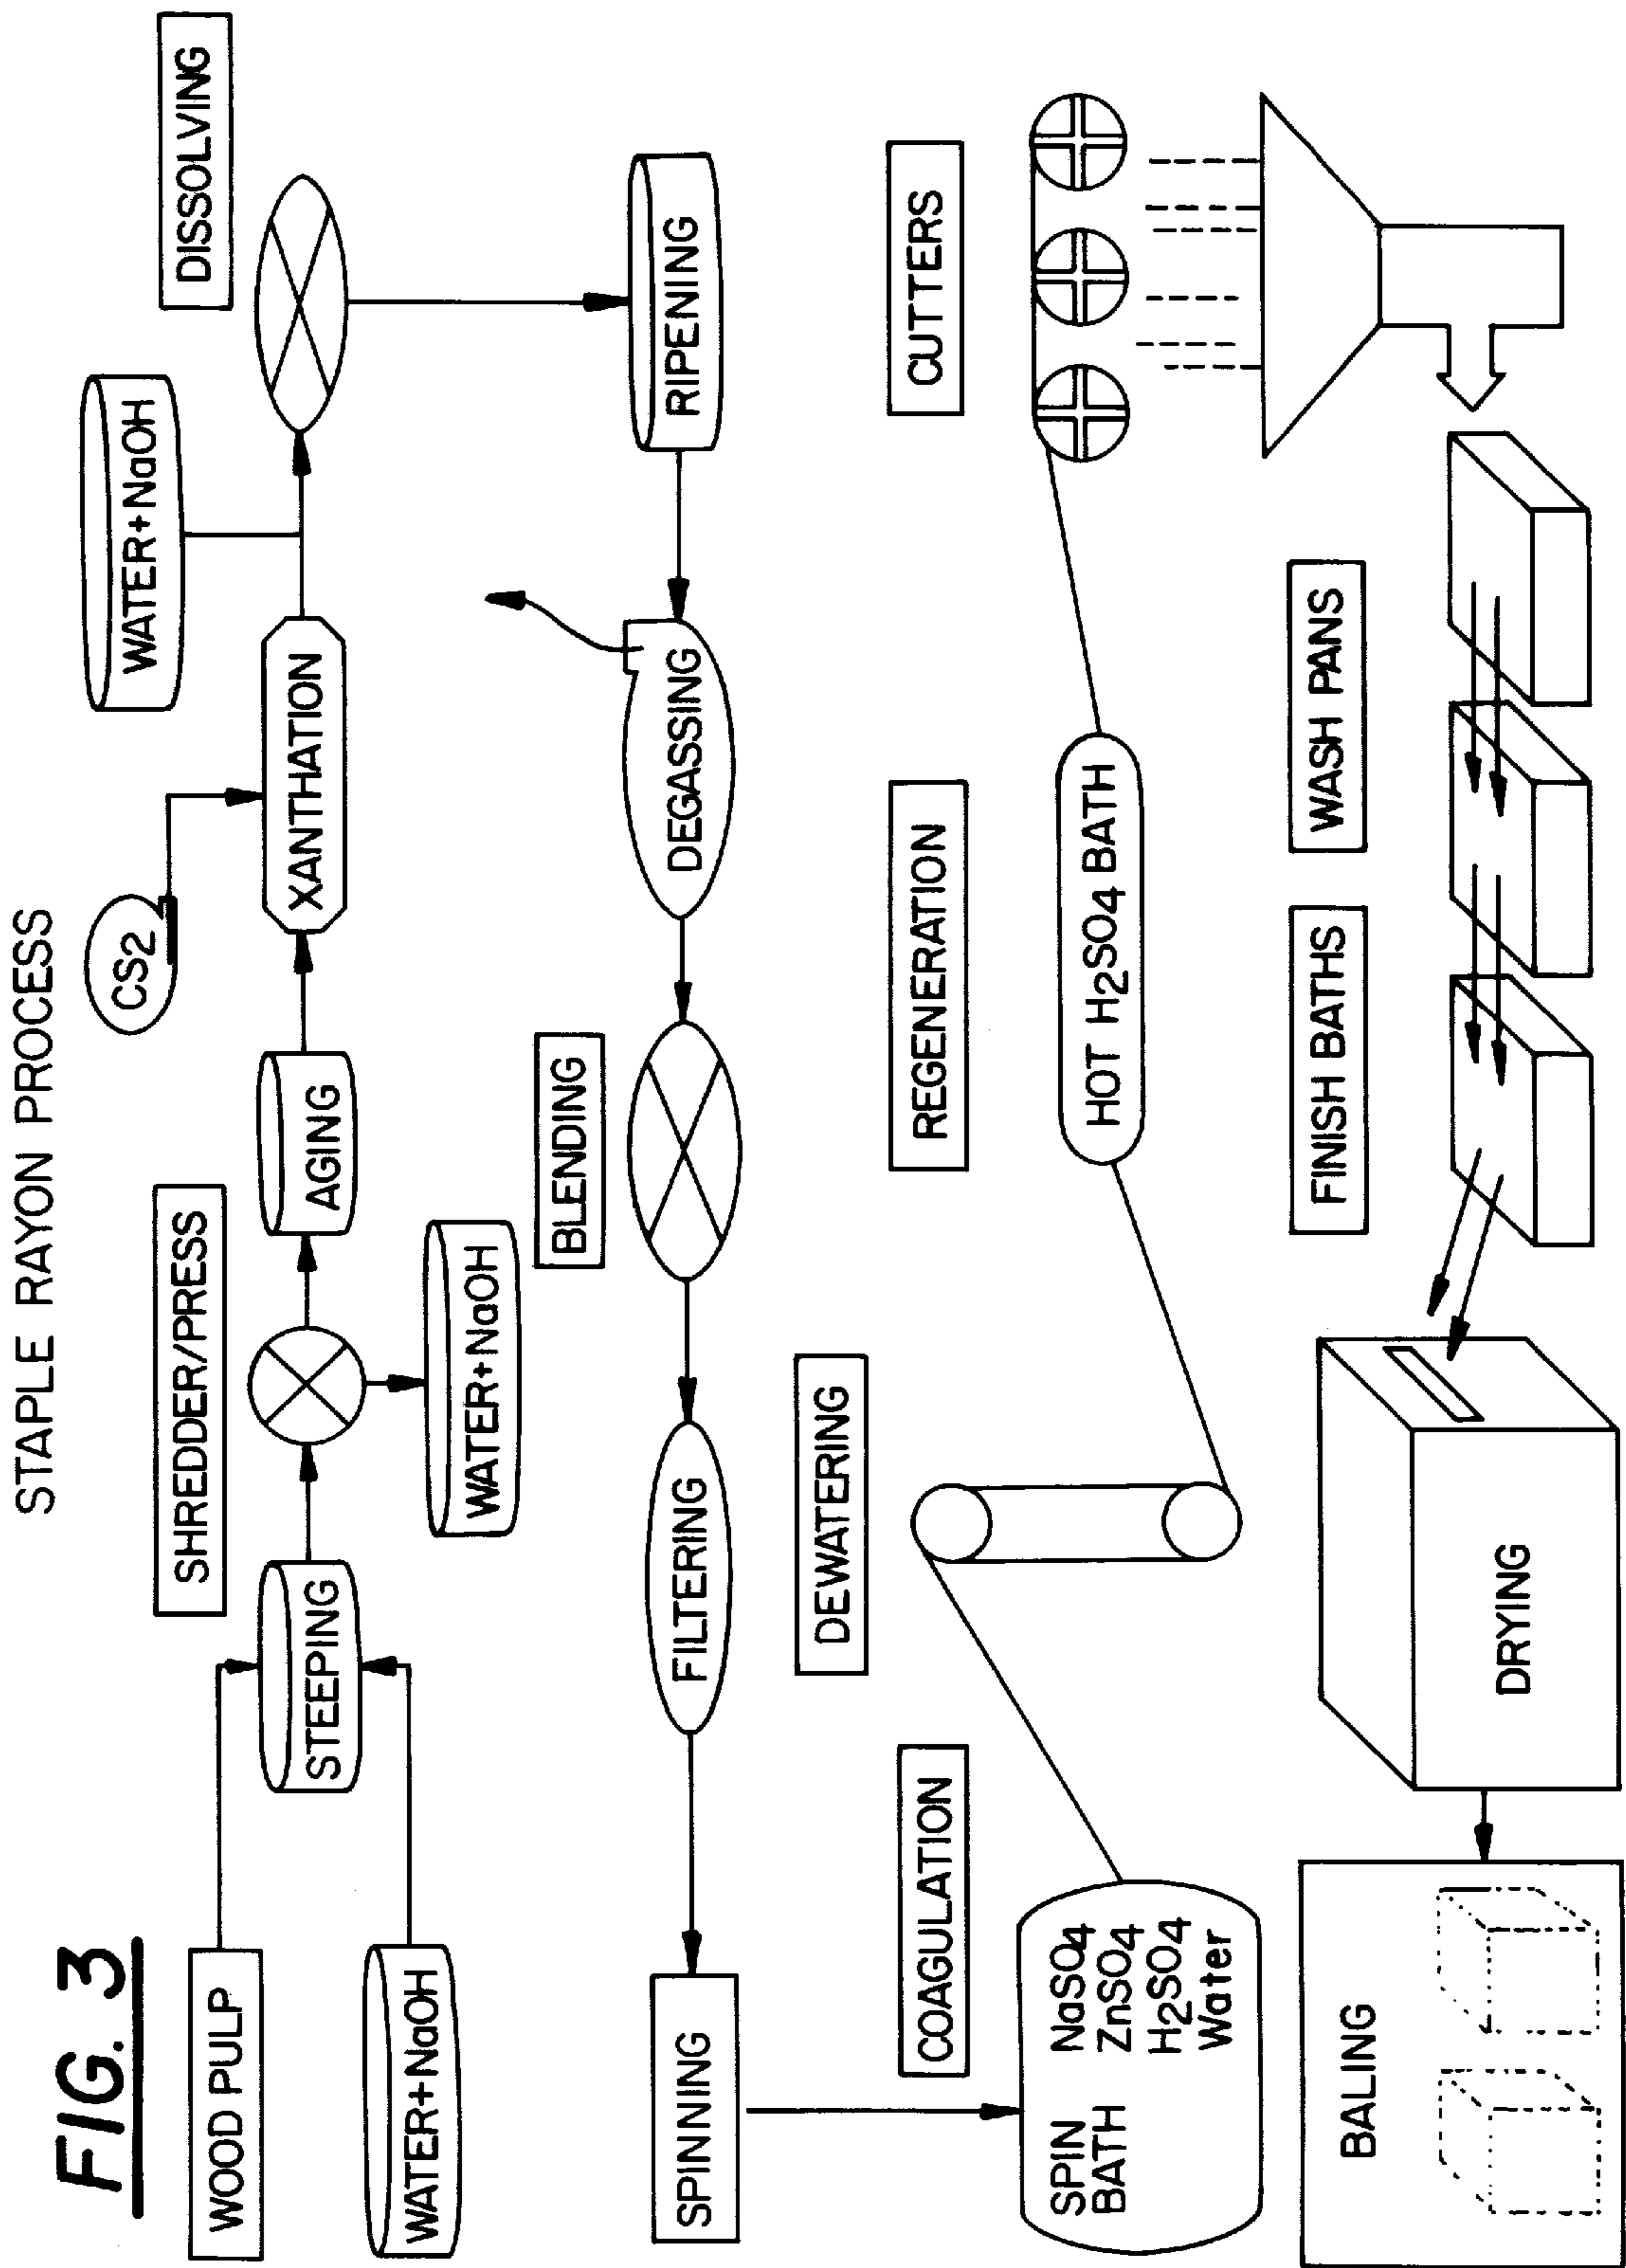 FIG. 3
STAPLE RAYON PROCESS
WOOD PULP
WATER+NaOH
STEEPING
SHREDDER/PRESS
WATER+NaOH
AGING
CS2
XANTHATION
WATER+NaOH
DISSOLVING
RIPENING
DEGASSING
BLENDING
FILTERING
SPINNING
COAGULATION
SPIN
BATH
NaSO4
ZnSO4
H2SO4
Water
DEWATERING
REGENERATION
HOT H2SO4 BATH
CUTTERS
WASH PANS
FINISH BATHS
DRYING
BALING